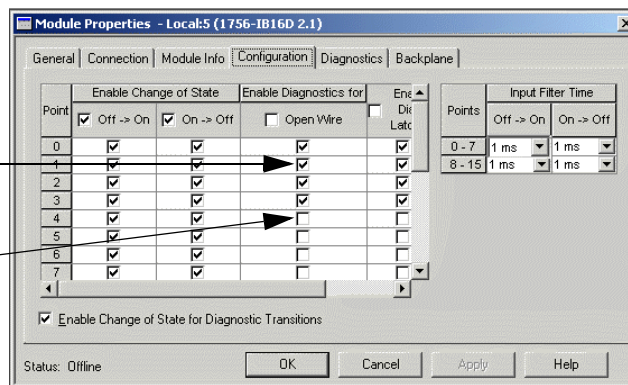 Module Properties - Local:5 (1756-IB16D 2.1)
General Connection Module Info Configuration Diagnostics Backplane
Point
Enable Change of State
Off -> On On -> Off
Enable Diagnostics for
Open Wire
Ena
Dia
Latc
0
1
2
3
4
5
6
7
Points
Input Filter Time
Off -> On On -> Off
0 - 7 1 ms 1 ms
8 - 15 1 ms 1 ms
Enable Change of State for Diagnostic Transitions
Status: Offline
OK Cancel Apply Help